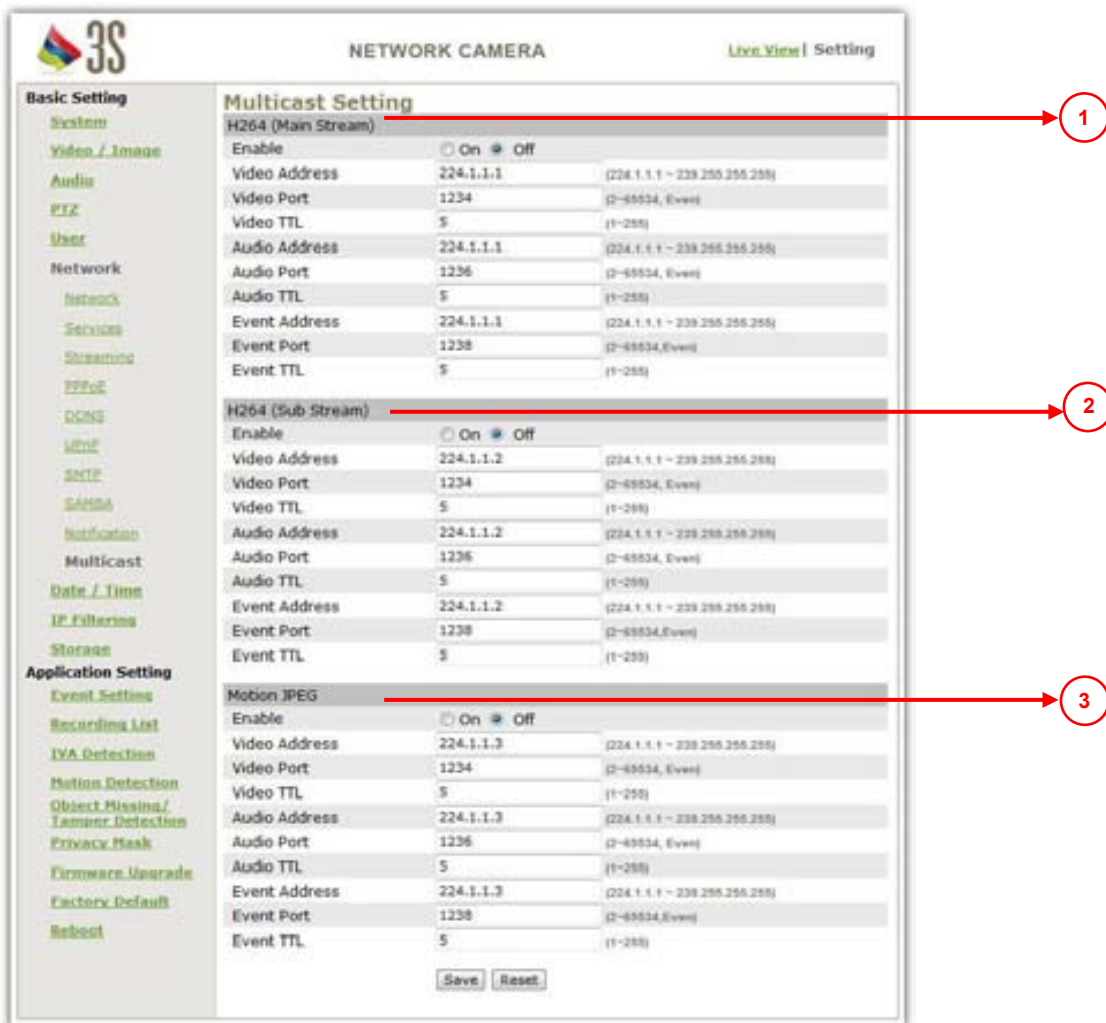 3S
NETWORK CAMERA
Live View | Setting
Basic Setting
System
Video / Image
Audio
PTZ
User
Network
Network
Services
Streaming
PPPoE
DDNS
UPnP
SMTP
SAMBA
Notification
Multicast
Date / Time
IP Filtering
Storage
Application Setting
Event Setting
Recording List
IVA Detection
Motion Detection
Object Missing/
Tamper Detection
Privacy Mask
Firmware Upgrade
Factory Default
Reboot
Multicast Setting
H264 (Main Stream)
Enable On Off
Video Address 224.1.1.1 (224.1.1.1 ~ 239.255.255.255)
Video Port 1234 (2~65534, Even)
Video TTL 5 (1~255)
Audio Address 224.1.1.1 (224.1.1.1 ~ 239.255.255.255)
Audio Port 1236 (2~65534, Even)
Audio TTL 5 (1~255)
Event Address 224.1.1.1 (224.1.1.1 ~ 239.255.255.255)
Event Port 1238 (2~65534,Even)
Event TTL 5 (1~255)
H264 (Sub Stream)
Enable On Off
Video Address 224.1.1.2 (224.1.1.1 ~ 239.255.255.255)
Video Port 1234 (2~65534, Even)
Video TTL 5 (1~255)
Audio Address 224.1.1.2 (224.1.1.1 ~ 239.255.255.255)
Audio Port 1236 (2~65534, Even)
Audio TTL 5 (1~255)
Event Address 224.1.1.2 (224.1.1.1 ~ 239.255.255.255)
Event Port 1238 (2~65534,Even)
Event TTL 5 (1~255)
Motion JPEG
Enable On Off
Video Address 224.1.1.3 (224.1.1.1 ~ 239.255.255.255)
Video Port 1234 (2~65534, Even)
Video TTL 5 (1~255)
Audio Address 224.1.1.3 (224.1.1.1 ~ 239.255.255.255)
Audio Port 1236 (2~65534, Even)
Audio TTL 5 (1~255)
Event Address 224.1.1.3 (224.1.1.1 ~ 239.255.255.255)
Event Port 1238 (2~65534,Even)
Event TTL 5 (1~255)
Save Reset
1
2
3